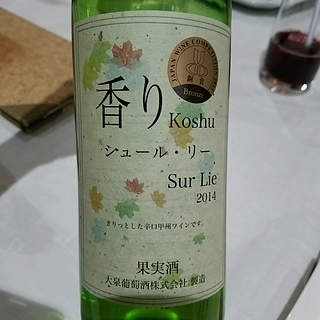 JAPAN WINE COMPETITION
銅賞
Bronze
香り Koshu
シュール・リー
Sur Lie
2014
きりっとした辛口甲州ワインです。
果実酒
大泉葡萄酒株式会社 製造